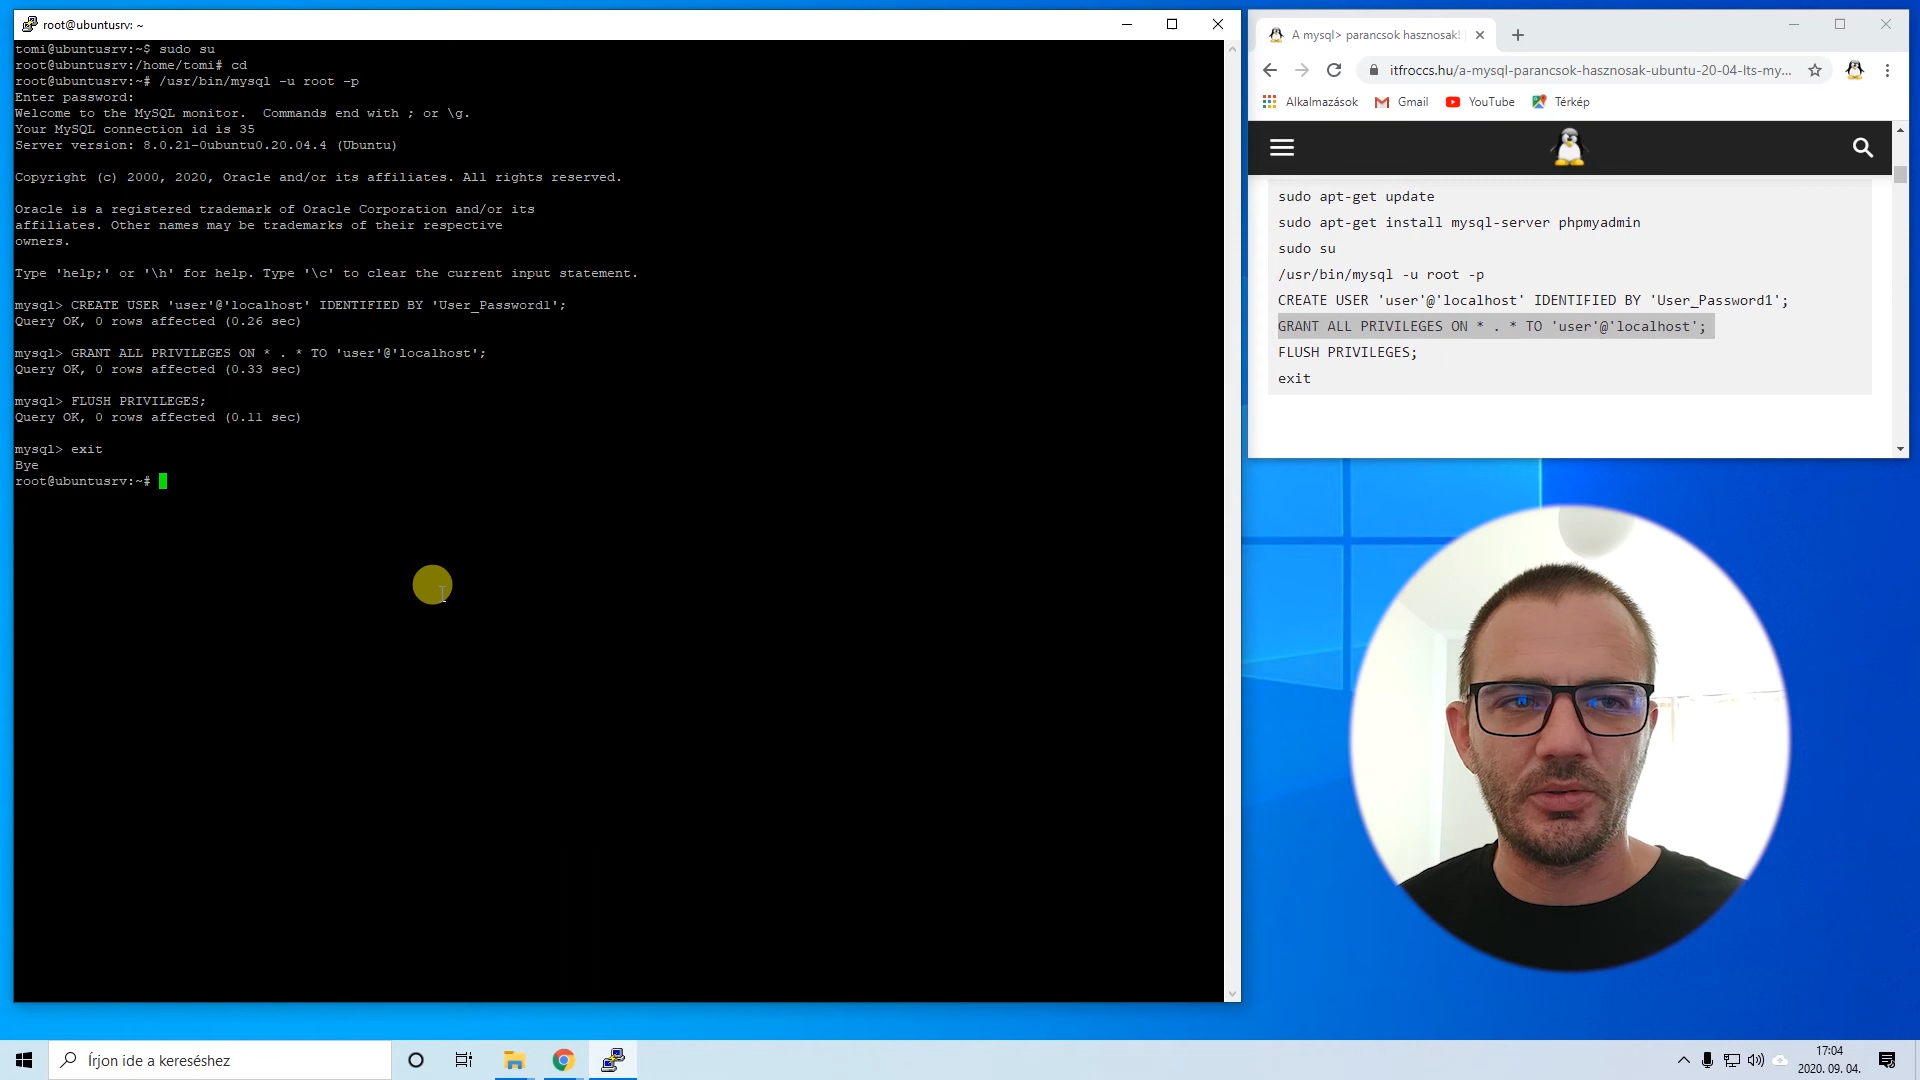 root@ubuntusrv: ~
tomi@ubuntusrv:~$ sudo su
root@ubuntusrv:/home/tomi# cd
root@ubuntusrv:~# /usr/bin/mysql -u root -p
Enter password:
Welcome to the MySQL monitor.  Commands end with ; or \g.
Your MySQL connection id is 35
Server version: 8.0.21-0ubuntu0.20.04.4 (Ubuntu)
Copyright (c) 2000, 2020, Oracle and/or its affiliates. All rights reserved.
Oracle is a registered trademark of Oracle Corporation and/or its
affiliates. Other names may be trademarks of their respective
owners.
Type 'help;' or '\h' for help. Type '\c' to clear the current input statement.
mysql> CREATE USER 'user'@'localhost' IDENTIFIED BY 'User_Password1';
Query OK, 0 rows affected (0.26 sec)
mysql> GRANT ALL PRIVILEGES ON * . * TO 'user'@'localhost';
Query OK, 0 rows affected (0.33 sec)
mysql> FLUSH PRIVILEGES;
Query OK, 0 rows affected (0.11 sec)
mysql> exit
Bye
root@ubuntusrv:~#
A mysql> parancsok hasznosak!
itfroccs.hu/a-mysql-parancsok-hasznosak-ubuntu-20-04-lts-my...
Alkalmazások Gmail YouTube Térkép
sudo apt-get update
sudo apt-get install mysql-server phpmyadmin
sudo su
/usr/bin/mysql -u root -p
CREATE USER 'user'@'localhost' IDENTIFIED BY 'User_Password1';
GRANT ALL PRIVILEGES ON * . * TO 'user'@'localhost';
FLUSH PRIVILEGES;
exit
Írjon ide a kereséshez
17:04
2020. 09. 04.